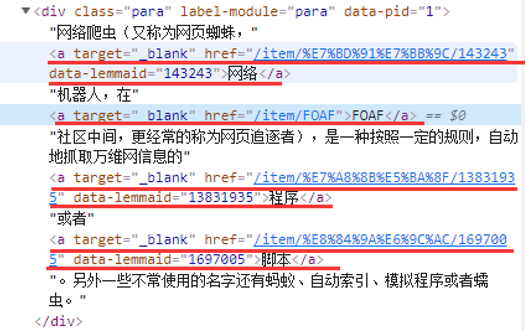 ▼<div class="para" label-module="para" data-pid="1">
"网络爬虫（又称为网页蜘蛛，"
<a target="_blank" href="/item/%E7%BD%91%E7%BB%9C/143243"
data-lemmaid="143243">网络</a>
"机器人，在"
<a target="_blank" href="/item/FOAF">FOAF</a> == $0
"社区中间，更经常的称为网页追逐者），是一种按照一定的规则，自动
地抓取万维网信息的"
<a target="_blank" href="/item/%E7%A8%8B%E5%BA%8F/1383193
5" data-lemmaid="13831935">程序</a>
"或者"
<a target="_blank" href="/item/%E8%84%9A%E6%9C%AC/169700
5" data-lemmaid="1697005">脚本</a>
"。另外一些不常使用的名字还有蚂蚁、自动索引、模拟程序或者蠕
虫。"
</div>